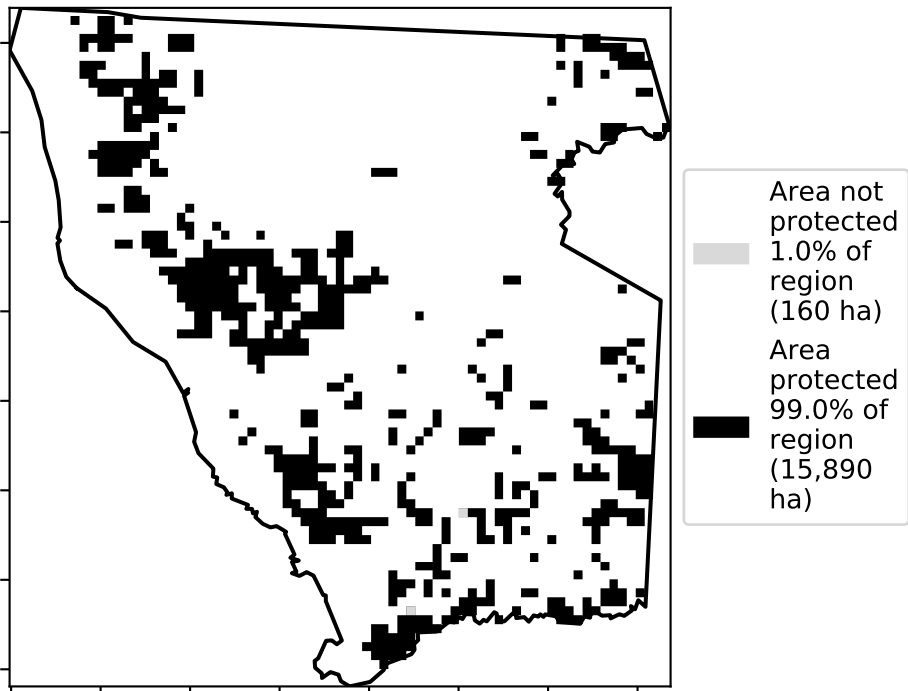 Area not
protected
1.0% of
region
(160 ha)
Area
protected
99.0% of
region
(15,890
ha)